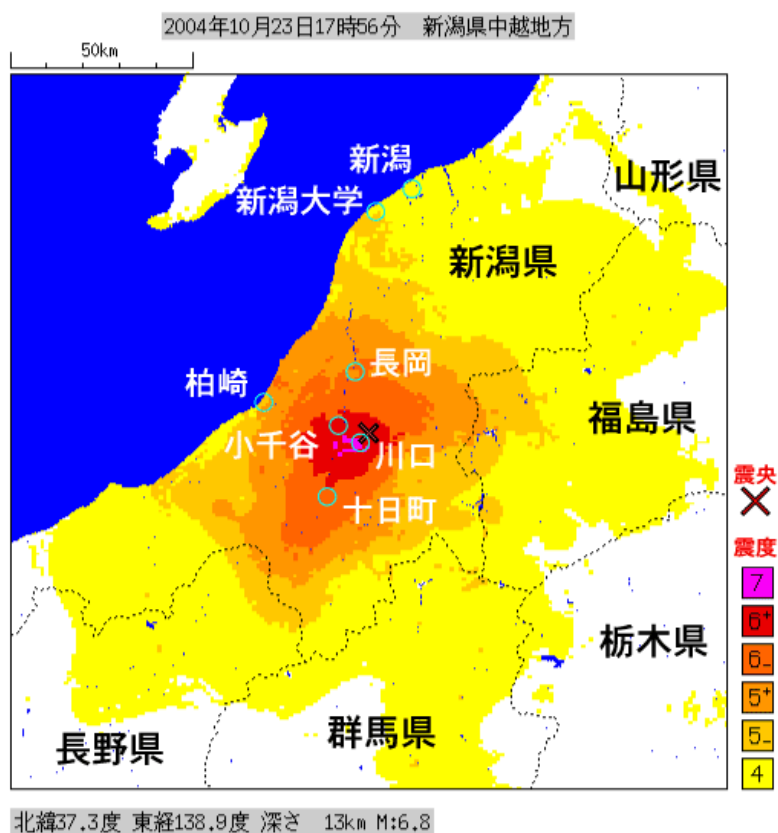 2004年10月23日17時56分　新潟県中越地方
50km
新潟
山形県
新潟大学
新潟県
長岡
柏崎
福島県
小千谷
川口
震央
十日町
震度
7
6+
6-
5+
5-
4
栃木県
群馬県
長野県
北緯37.3度 東経138.9度 深さ　13km M:6.8